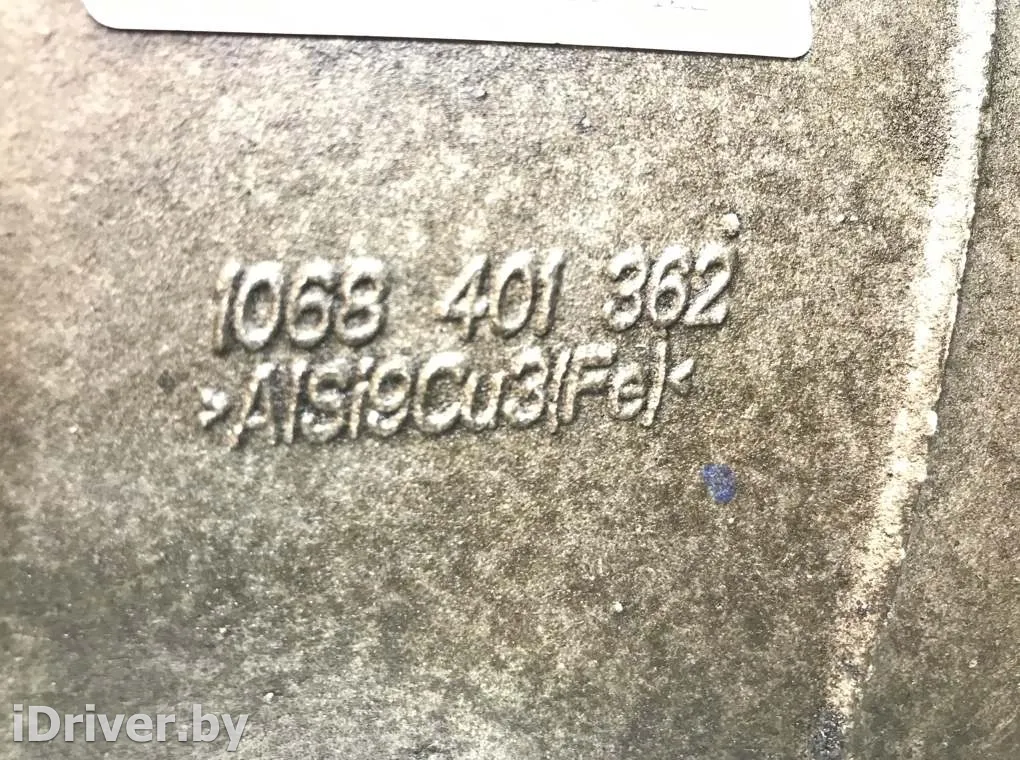 1068 401 362
>AlSi9Cu3(Fe)<
iDriver.by